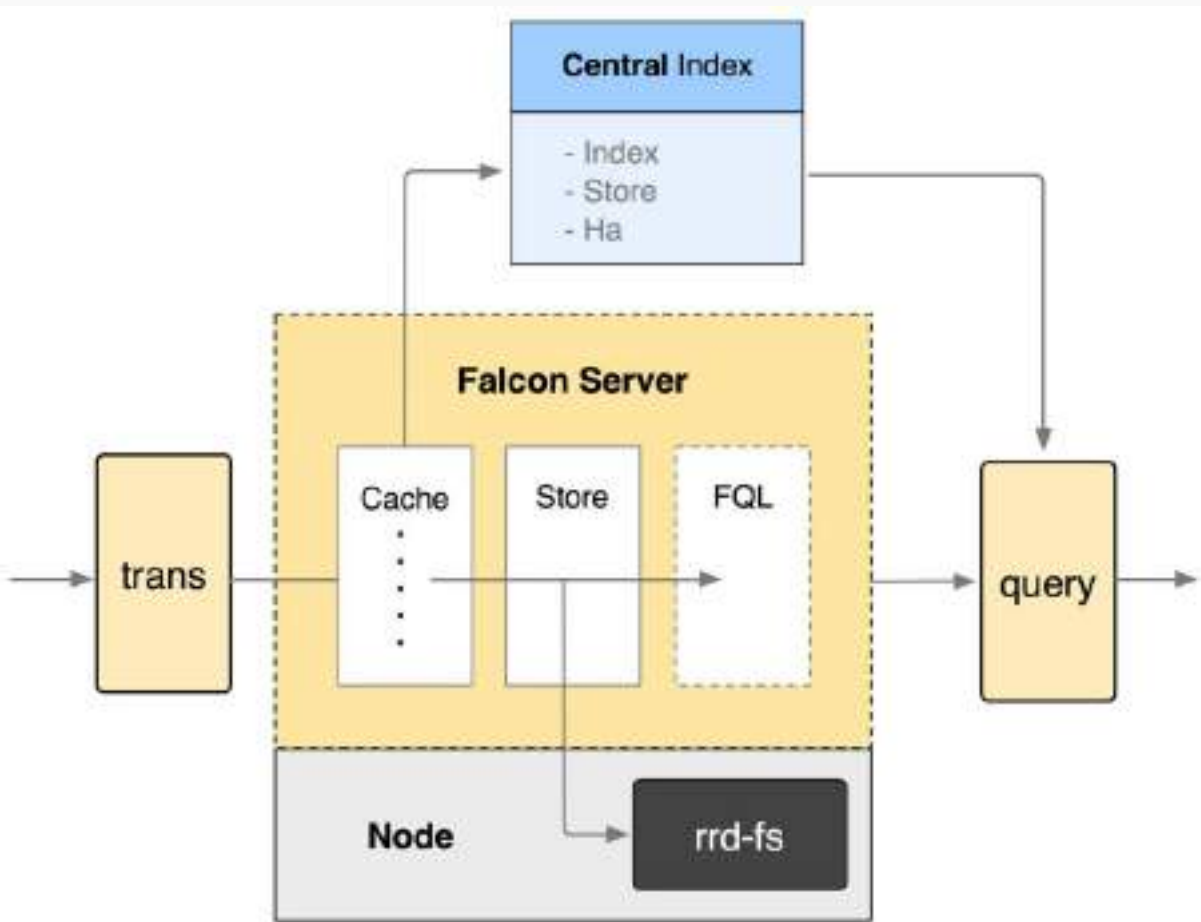 Central Index
- Index
- Store
- Ha
Falcon Server
Cache
Store
FQL
trans
query
Node
rrd-fs